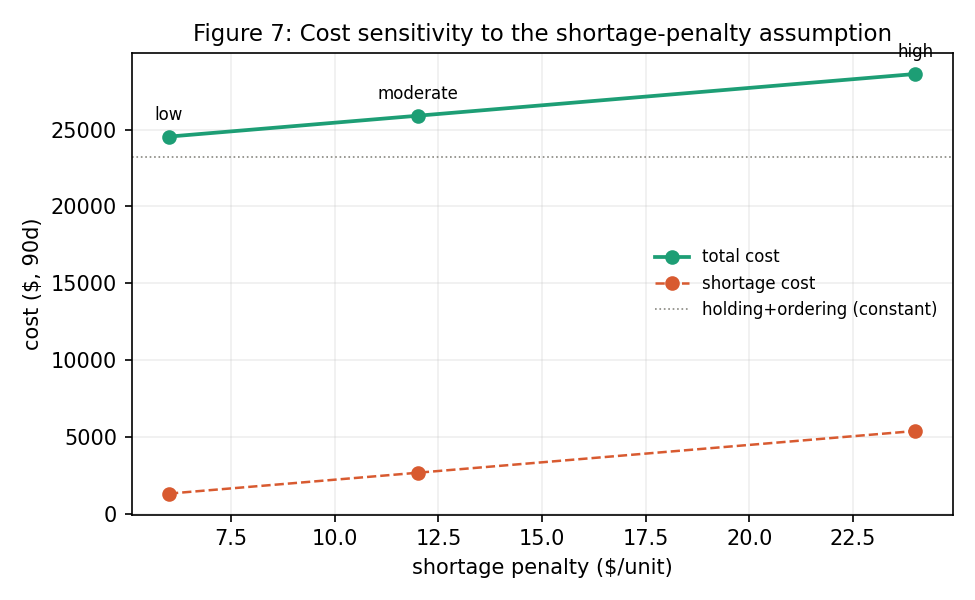 Figure 7: Cost sensitivity to the shortage-penalty assumption
high
moderate
low
25000
20000
15000
10000
5000
0
cost ($, 90d)
total cost
shortage cost
holding+ordering (constant)
7.5 10.0 12.5 15.0 17.5 20.0 22.5
shortage penalty ($/unit)